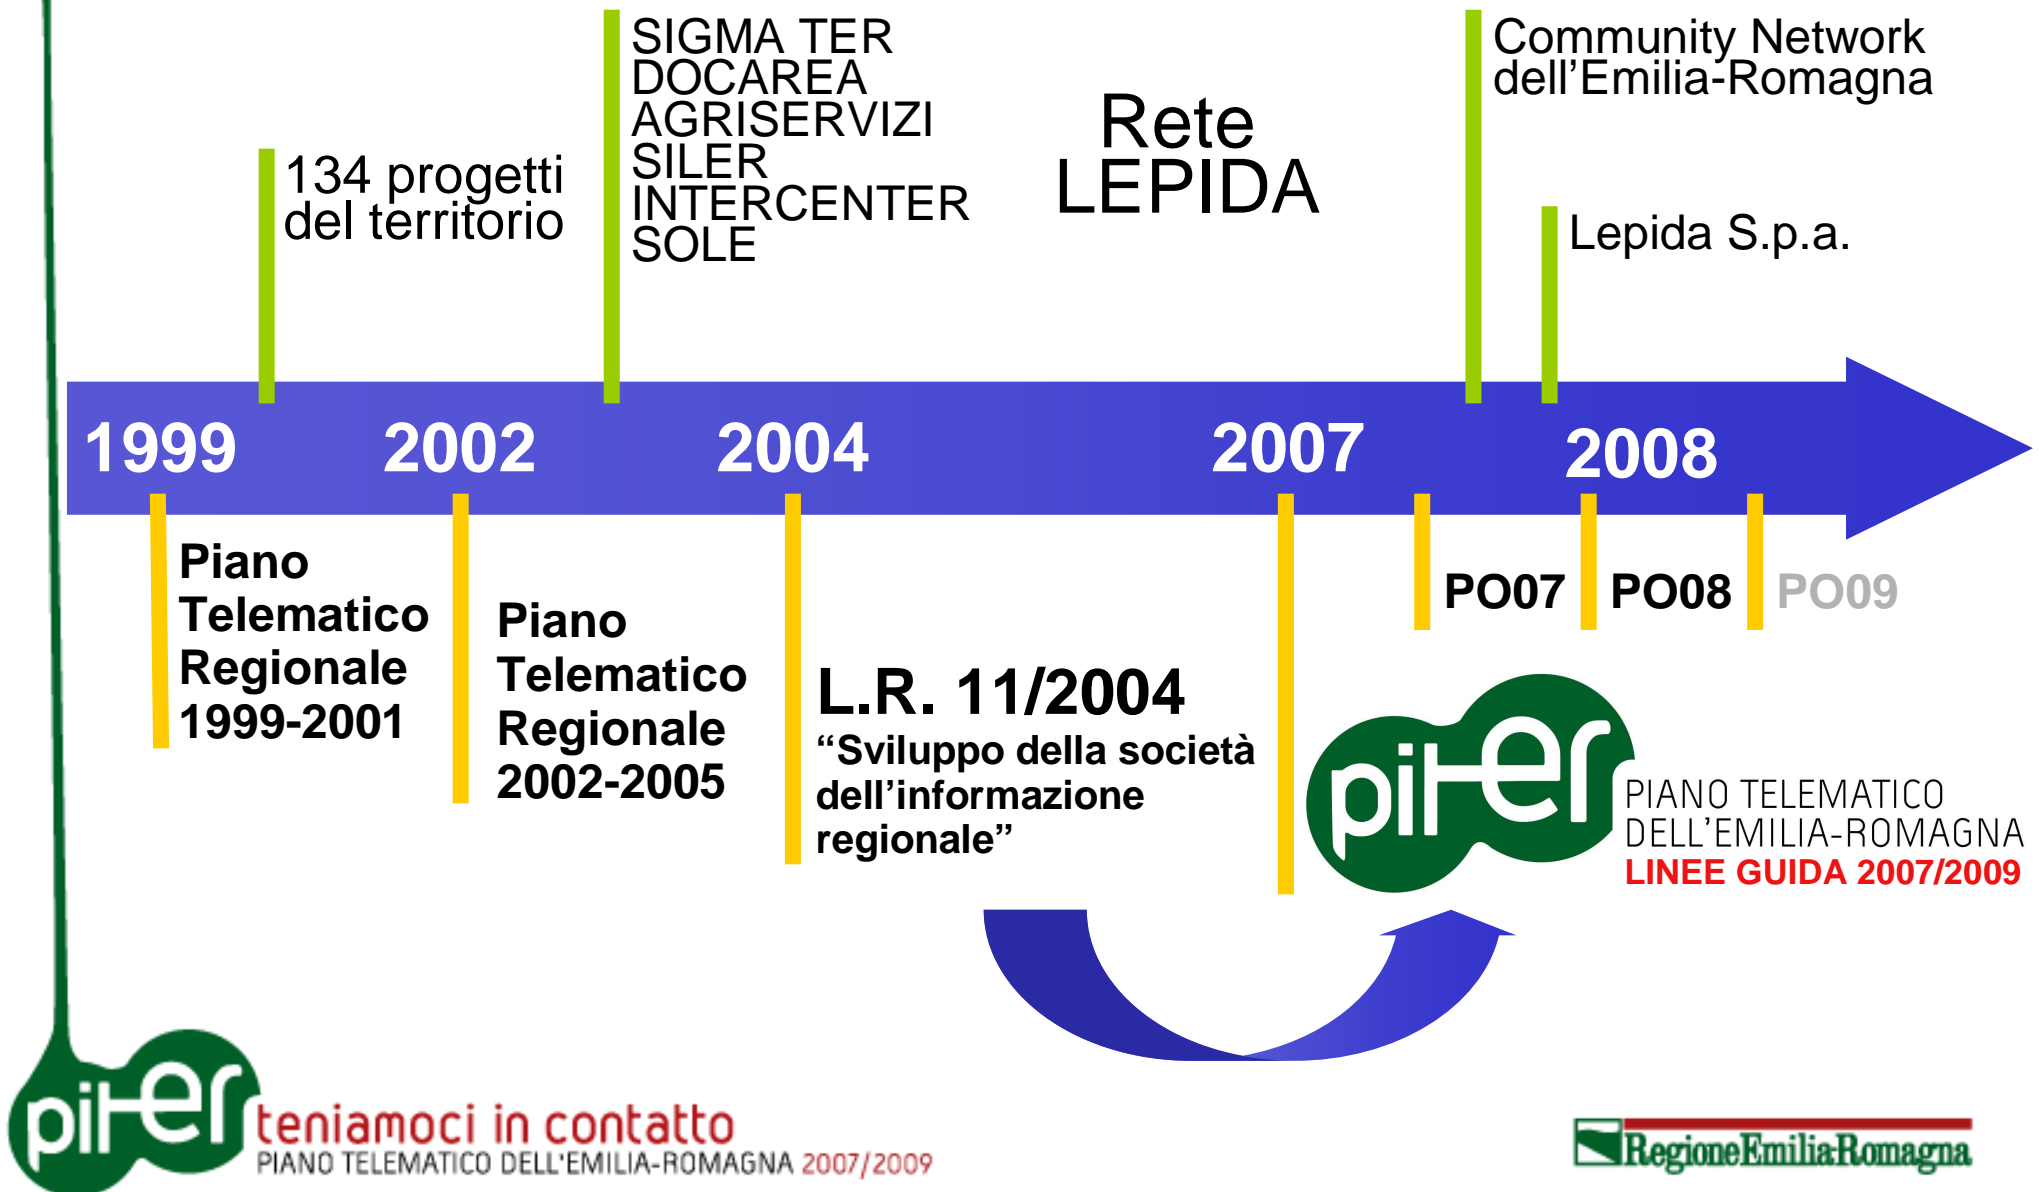 134 progetti
del territorio
SIGMA TER
DOCAREA
AGRISERVIZI
SILER
INTERCENTER
SOLE
Rete
LEPIDA
Community Network
dell’Emilia-Romagna
Lepida S.p.a.
1999
2002
2004
2007
2008
Piano
Telematico
Regionale
1999-2001
Piano
Telematico
Regionale
2002-2005
L.R. 11/2004
“Sviluppo della società
dell’informazione
regionale”
PO07
PO08
PO09
piter
PIANO TELEMATICO
DELL'EMILIA-ROMAGNA
LINEE GUIDA 2007/2009
piter
teniamoci in contatto
PIANO TELEMATICO DELL'EMILIA-ROMAGNA 2007/2009
RegioneEmilia-Romagna